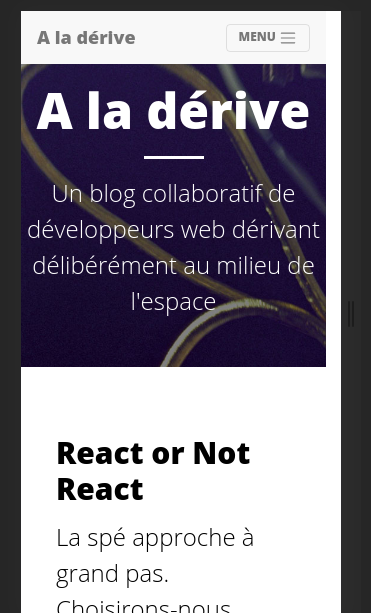 A la dérive
MENU
A la dérive
Un blog collaboratif de
développeurs web dérivant
délibérément au milieu de
l'espace
React or Not
React
La spé approche à
grand pas.
Choisirons-nous